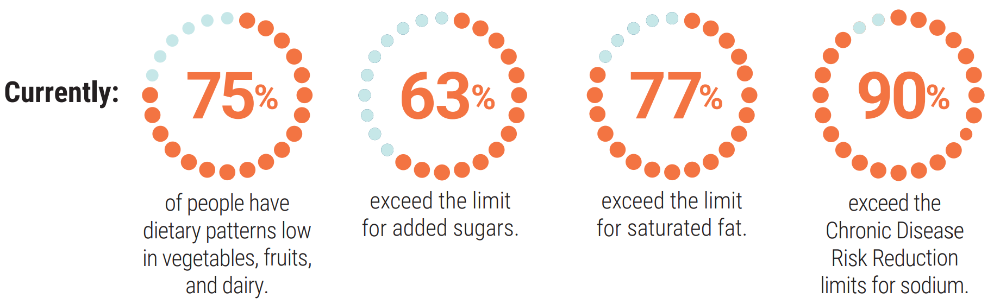 Currently:
75%
of people have
dietary patterns low
in vegetables, fruits,
and dairy.
63%
exceed the limit
for added sugars.
77%
exceed the limit
for saturated fat.
90%
exceed the
Chronic Disease
Risk Reduction
limits for sodium.